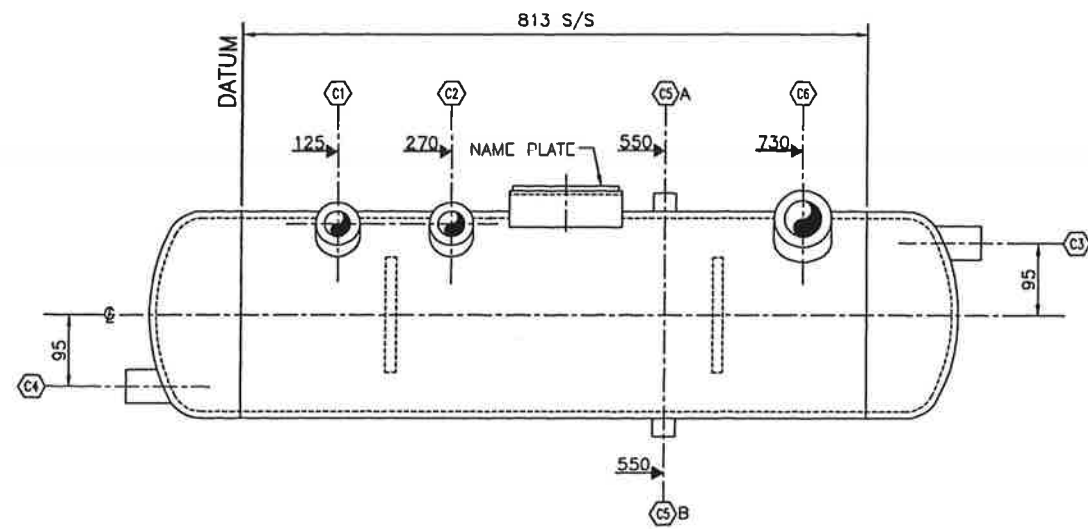 813 S/S
DATUM
C1
C2
C5 A
C6
125
270
550
730
NAME PLATE
C3
95
℄
95
C4
550
C5 B